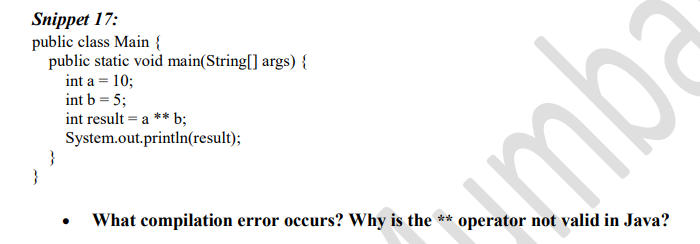 Snippet 17:
public class Main {
public static void main(String[] args) {
int a = 10;
int b = 5;
int result = a ** b;
System.out.println(result);
}
}
• What compilation error occurs? Why is the ** operator not valid in Java?